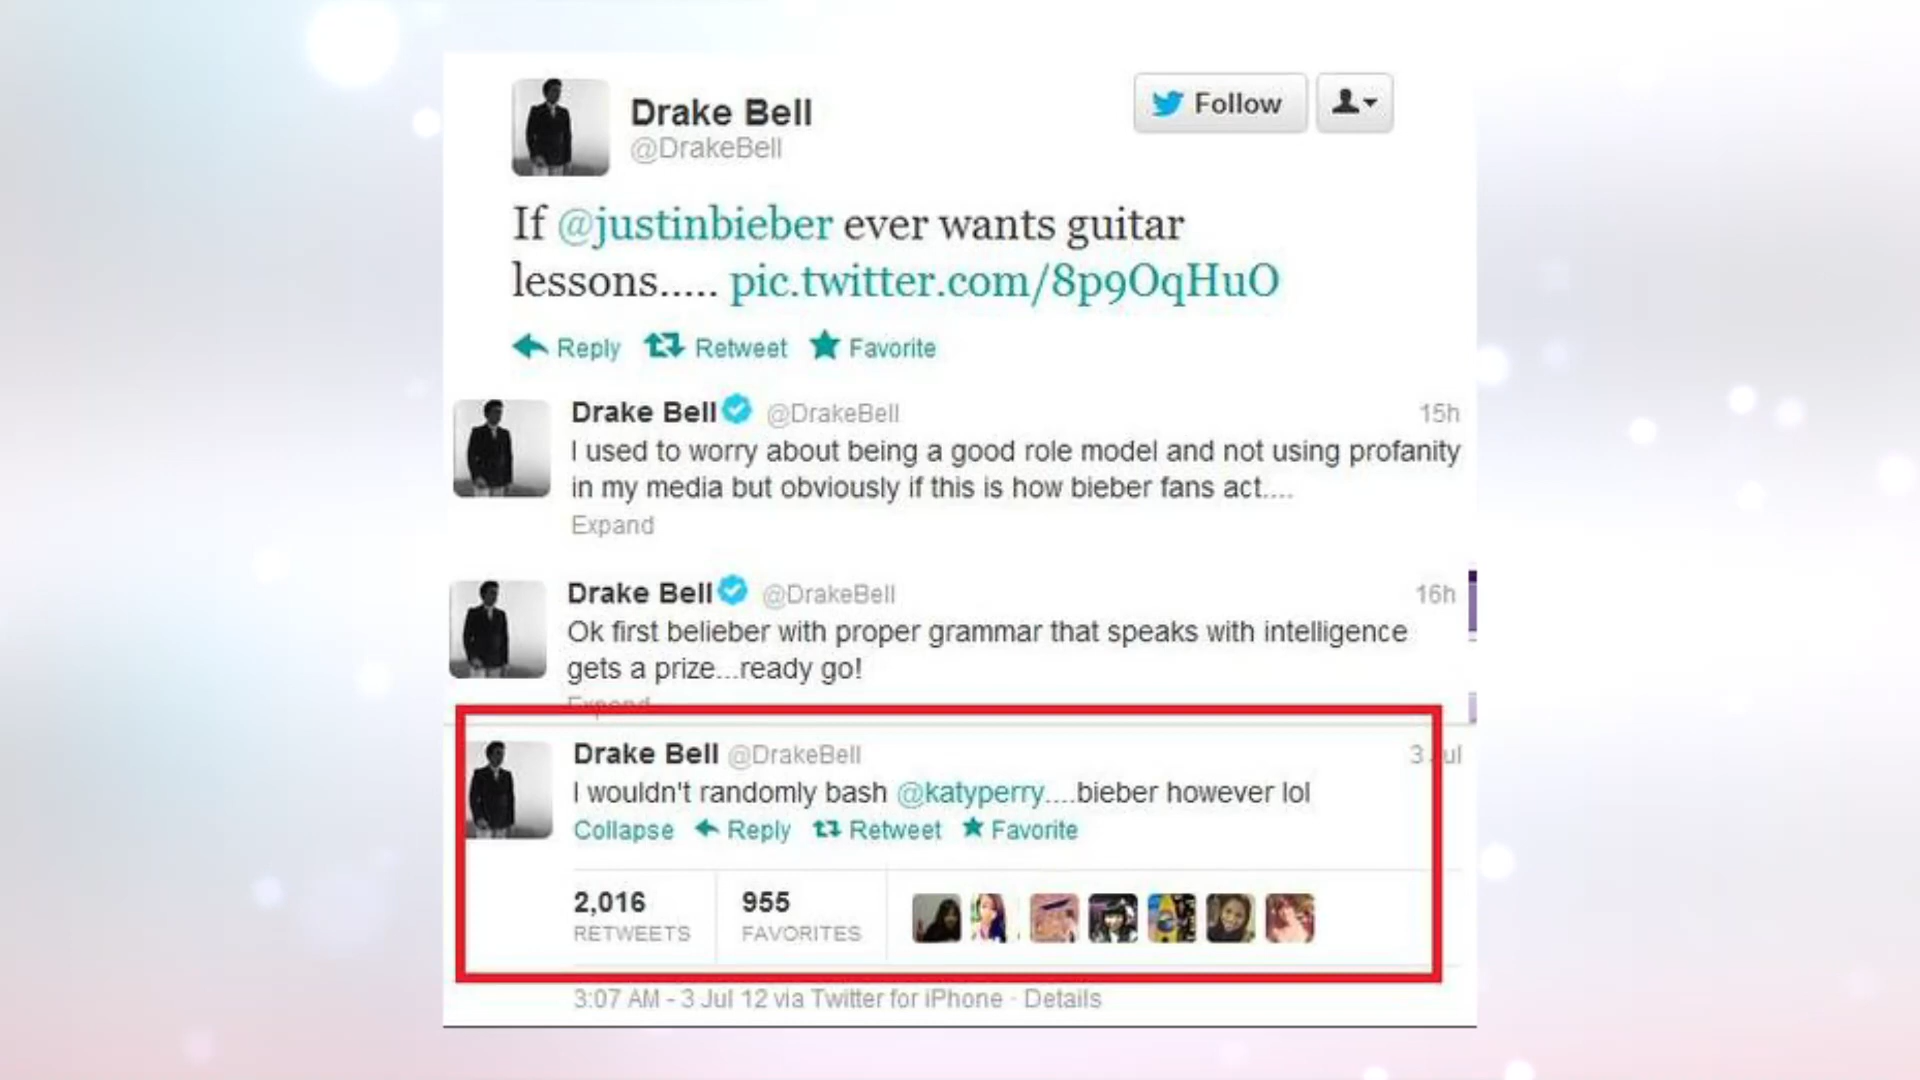 Drake Bell
@DrakeBell
Follow
If @justinbieber ever wants guitar
lessons..... pic.twitter.com/8p9OqHuO
Reply Retweet Favorite
Drake Bell @DrakeBell 15h
I used to worry about being a good role model and not using profanity
in my media but obviously if this is how bieber fans act....
Expand
Drake Bell @DrakeBell 16h
Ok first belieber with proper grammar that speaks with intelligence
gets a prize...ready go!
Expand
Drake Bell @DrakeBell 3 Jul
I wouldn't randomly bash @katyperry....bieber however lol
Collapse Reply Retweet Favorite
2,016 955
RETWEETS FAVORITES
3:07 AM - 3 Jul 12 via Twitter for iPhone · Details